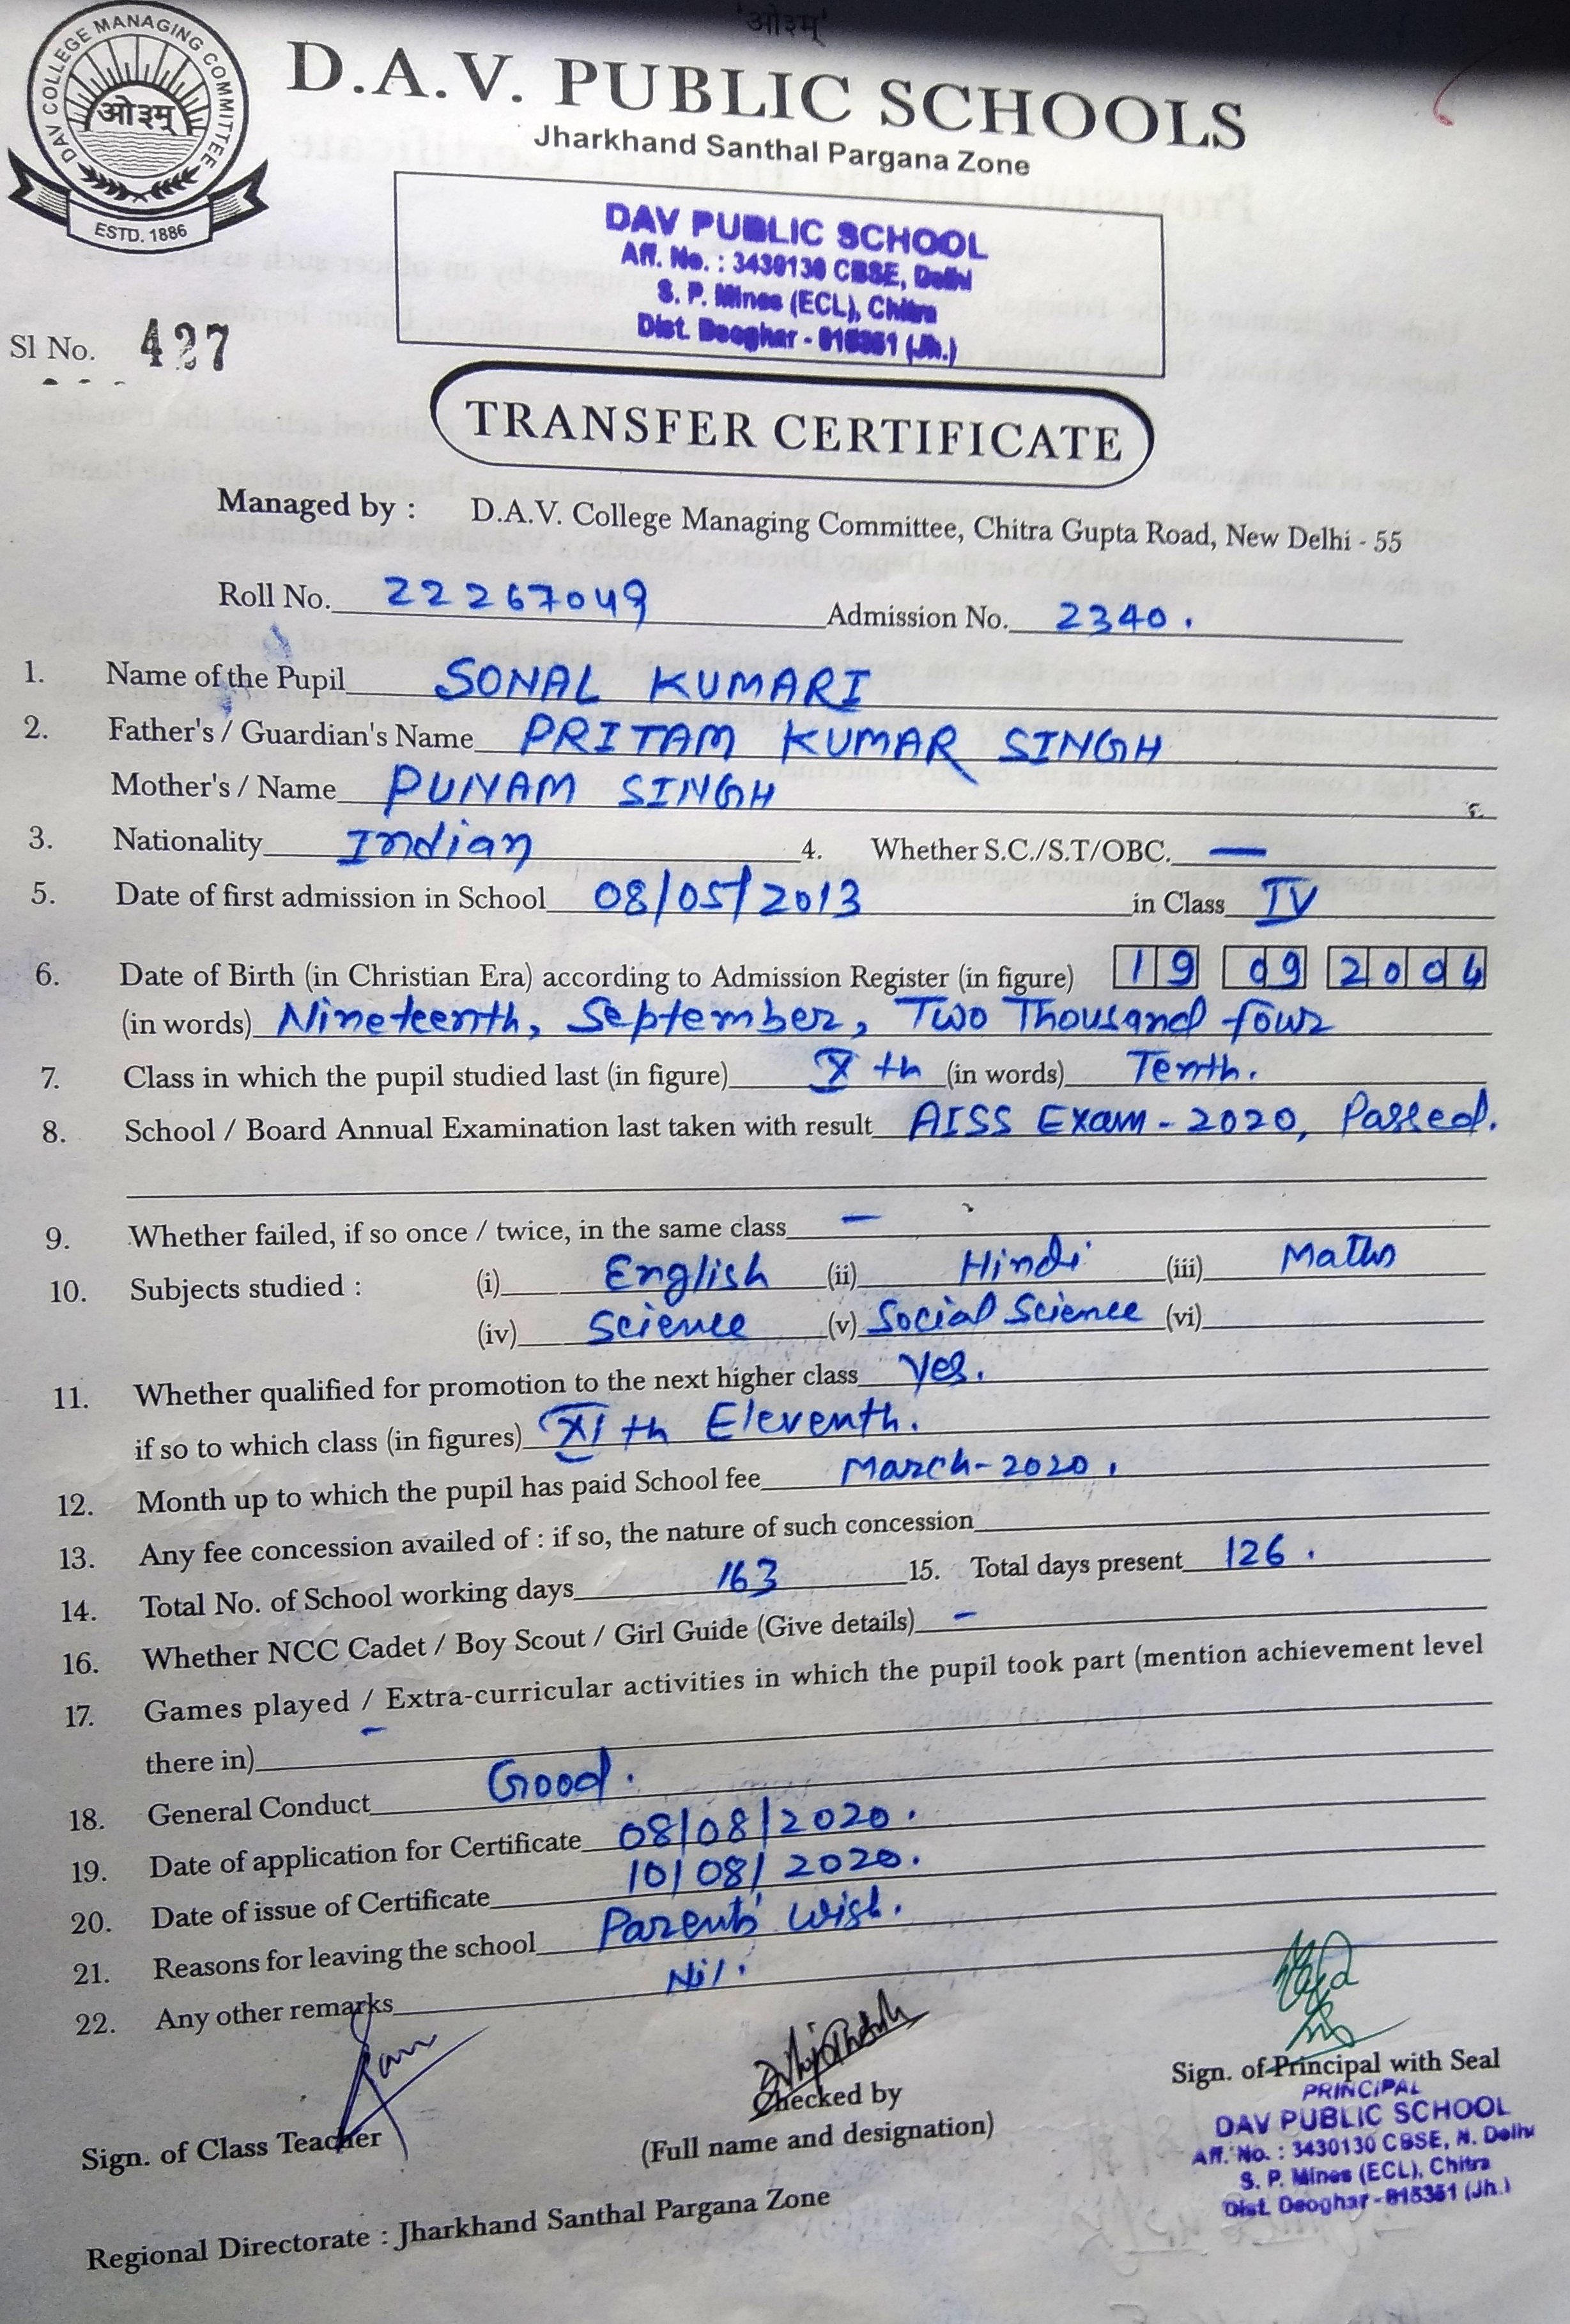 'ओ३म्'
DAV COLLEGE MANAGING COMMITTEE
ओ३म्
ESTD. 1886
D.A.V. PUBLIC SCHOOLS
Jharkhand Santhal Pargana Zone
DAV PUBLIC SCHOOL
Aff. No. : 3430130 CBSE, Delhi
S. P. Mines (ECL), Chitra
Dist. Deoghar - 815351 (Jh.)
Sl No. 427
TRANSFER CERTIFICATE
Managed by : D.A.V. College Managing Committee, Chitra Gupta Road, New Delhi - 55
Roll No. 22267049 Admission No. 2340.
1. Name of the Pupil SONAL KUMARI
2. Father's / Guardian's Name PRITAM KUMAR SINGH
Mother's / Name PUNAM SINGH
3. Nationality Indian 4. Whether S.C./S.T/OBC. —
5. Date of first admission in School 08/05/2013 in Class IV
6. Date of Birth (in Christian Era) according to Admission Register (in figure) 19 09 2004
(in words) Nineteenth, September, Two Thousand four
7. Class in which the pupil studied last (in figure) X th (in words) Tenth.
8. School / Board Annual Examination last taken with result AISS Exam - 2020, Passed.
9. Whether failed, if so once / twice, in the same class —
10. Subjects studied : (i) English (ii) Hindi (iii) Maths
(iv) Science (v) Social Science (vi)
11. Whether qualified for promotion to the next higher class Yes.
if so to which class (in figures) XI th Eleventh.
12. Month up to which the pupil has paid School fee March-2020.
13. Any fee concession availed of : if so, the nature of such concession
14. Total No. of School working days 163 15. Total days present 126.
16. Whether NCC Cadet / Boy Scout / Girl Guide (Give details) -
17. Games played / Extra-curricular activities in which the pupil took part (mention achievement level
there in) -
18. General Conduct Good.
19. Date of application for Certificate 08/08/2020.
20. Date of issue of Certificate 10/08/2020.
21. Reasons for leaving the school Parents' Wish.
22. Any other remarks Nil.
Sign. of Class Teacher
Checked by
(Full name and designation)
Sign. of Principal with Seal
PRINCIPAL
DAV PUBLIC SCHOOL
Aff. No. : 3430130 CBSE, N. Delhi
S. P. Mines (ECL), Chitra
Dist. Deoghar - 815351 (Jh.)
Regional Directorate : Jharkhand Santhal Pargana Zone